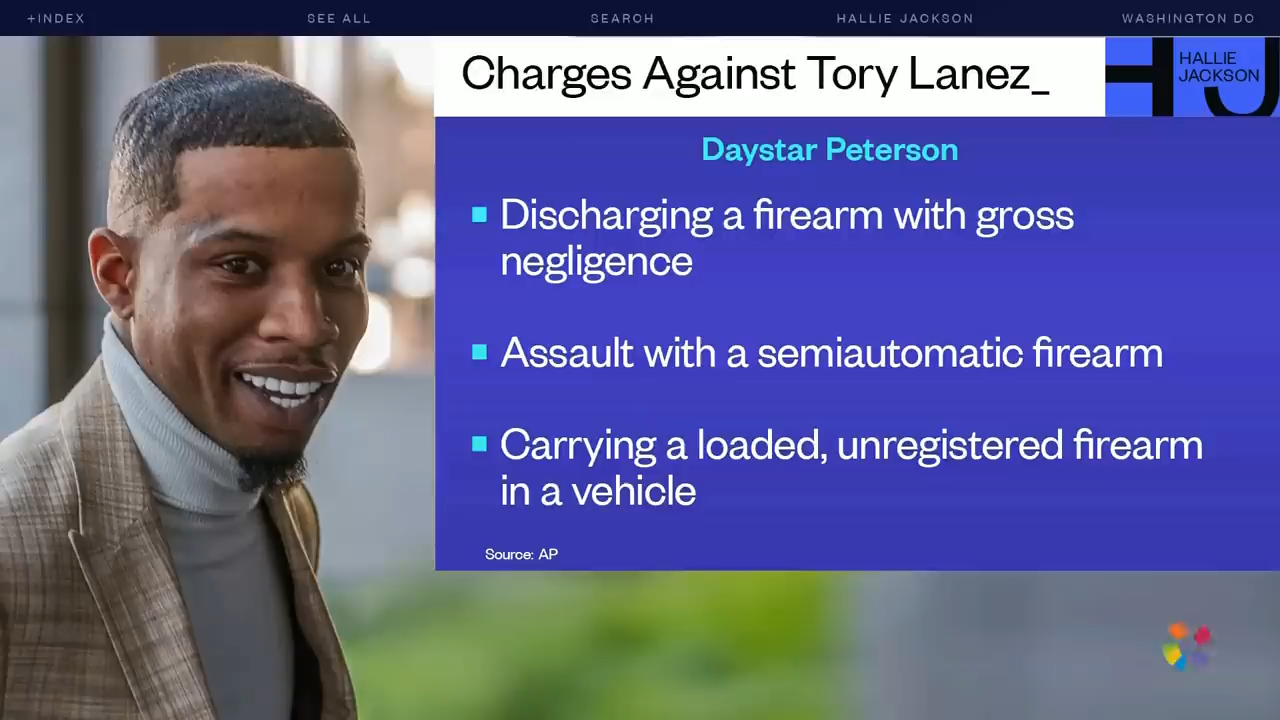 +INDEX
SEE ALL
SEARCH
HALLIE JACKSON
WASHINGTON DC
Charges Against Tory Lanez_
HALLIE
JACKSON
HJ
Daystar Peterson
Discharging a firearm with gross
negligence
Assault with a semiautomatic firearm
Carrying a loaded, unregistered firearm
in a vehicle
Source: AP